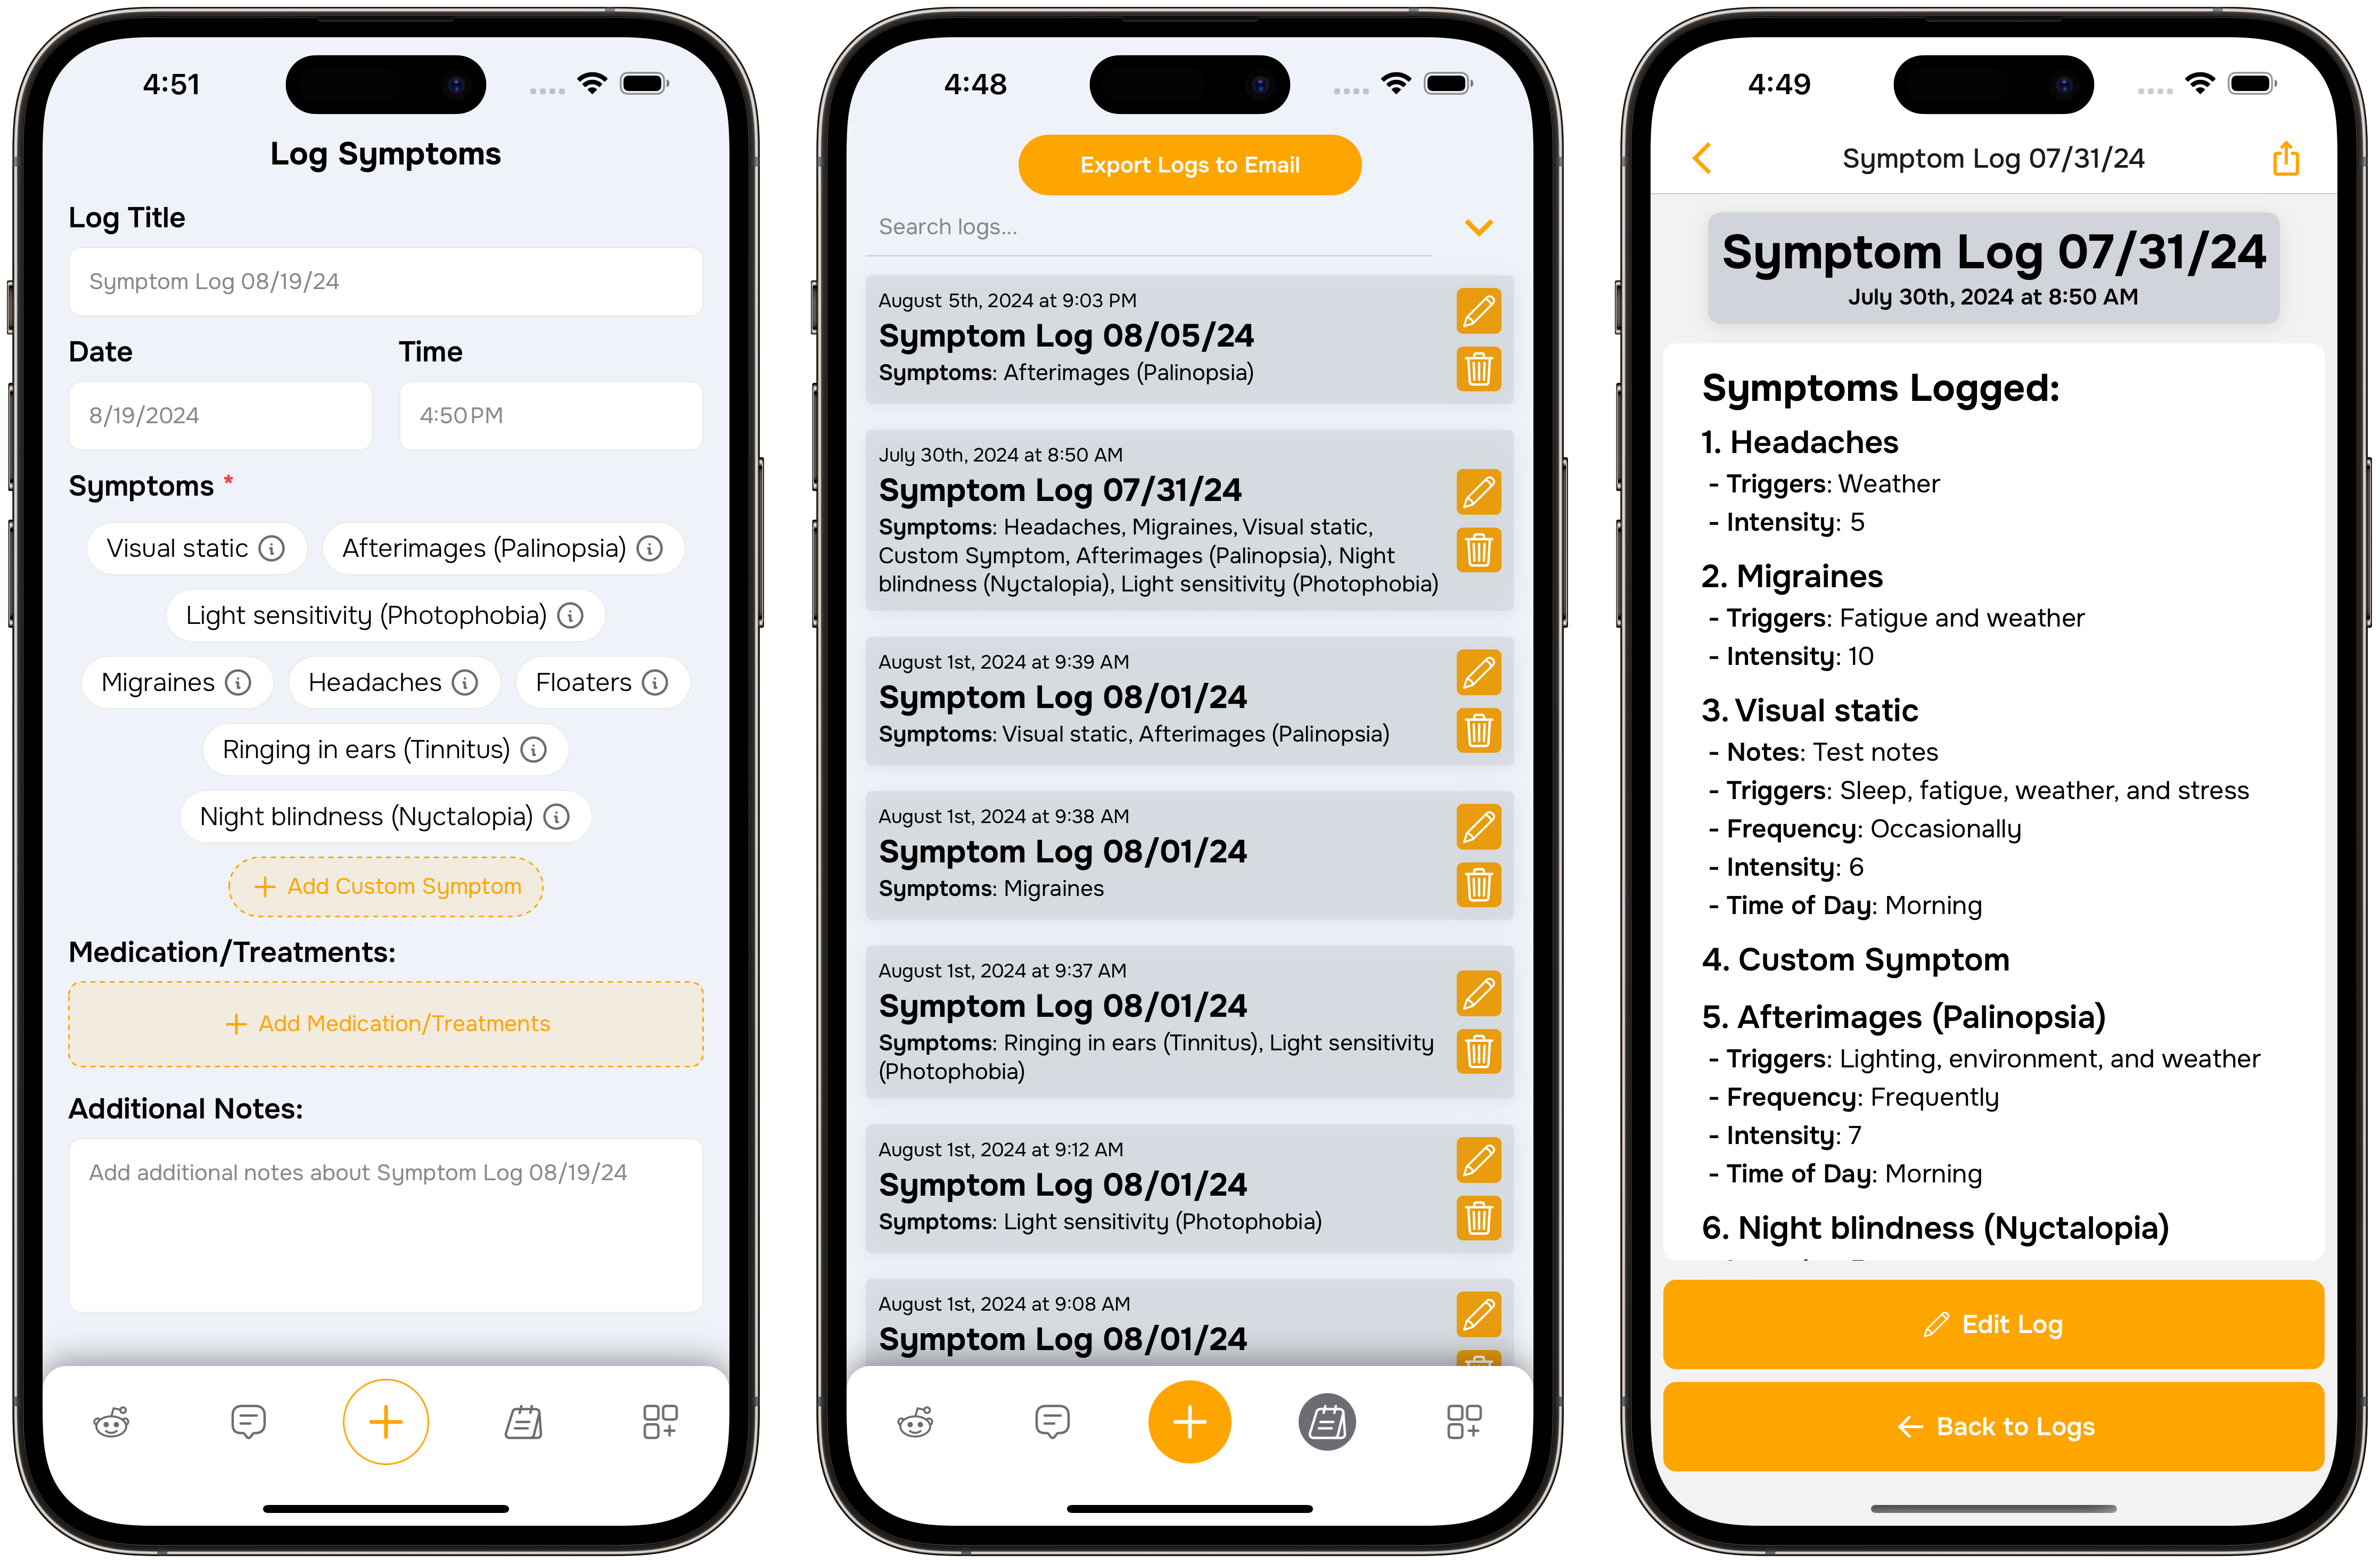 4:51
Log Symptoms
Log Title
Symptom Log 08/19/24
Date Time
8/19/2024 4:50 PM
Symptoms *
Visual static Afterimages (Palinopsia)
Light sensitivity (Photophobia)
Migraines Headaches Floaters
Ringing in ears (Tinnitus)
Night blindness (Nyctalopia)
+ Add Custom Symptom
Medication/Treatments:
+ Add Medication/Treatments
Additional Notes:
Add additional notes about Symptom Log 08/19/24
4:48
Export Logs to Email
Search logs...
August 5th, 2024 at 9:03 PM
Symptom Log 08/05/24
Symptoms: Afterimages (Palinopsia)
July 30th, 2024 at 8:50 AM
Symptom Log 07/31/24
Symptoms: Headaches, Migraines, Visual static,
Custom Symptom, Afterimages (Palinopsia), Night
blindness (Nyctalopia), Light sensitivity (Photophobia)
August 1st, 2024 at 9:39 AM
Symptom Log 08/01/24
Symptoms: Visual static, Afterimages (Palinopsia)
August 1st, 2024 at 9:38 AM
Symptom Log 08/01/24
Symptoms: Migraines
August 1st, 2024 at 9:37 AM
Symptom Log 08/01/24
Symptoms: Ringing in ears (Tinnitus), Light sensitivity
(Photophobia)
August 1st, 2024 at 9:12 AM
Symptom Log 08/01/24
Symptoms: Light sensitivity (Photophobia)
August 1st, 2024 at 9:08 AM
Symptom Log 08/01/24
4:49
Symptom Log 07/31/24
Symptom Log 07/31/24
July 30th, 2024 at 8:50 AM
Symptoms Logged:
1. Headaches
- Triggers: Weather
- Intensity: 5
2. Migraines
- Triggers: Fatigue and weather
- Intensity: 10
3. Visual static
- Notes: Test notes
- Triggers: Sleep, fatigue, weather, and stress
- Frequency: Occasionally
- Intensity: 6
- Time of Day: Morning
4. Custom Symptom
5. Afterimages (Palinopsia)
- Triggers: Lighting, environment, and weather
- Frequency: Frequently
- Intensity: 7
- Time of Day: Morning
6. Night blindness (Nyctalopia)
Edit Log
Back to Logs